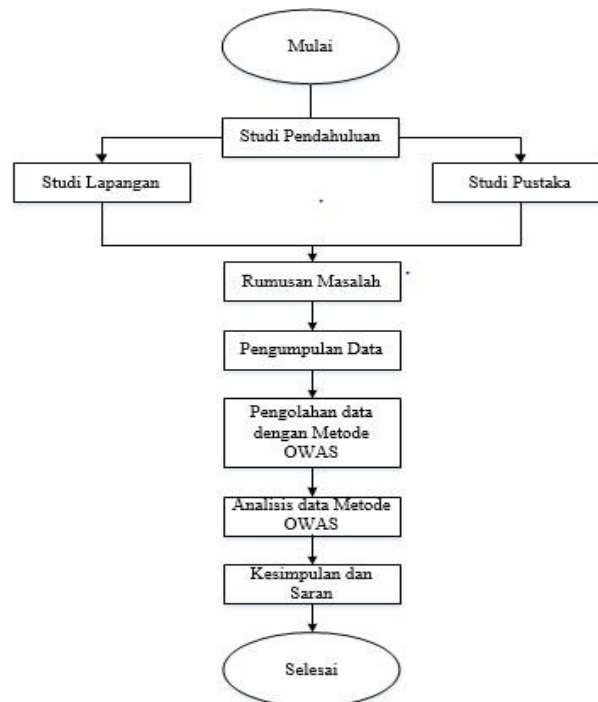 Mulai
Studi Pendahuluan
Studi Lapangan
Studi Pustaka
Rumusan Masalah
Pengumpulan Data
Pengolahan data
dengan Metode
OWAS
Analisis data Metode
OWAS
Kesimpulan dan
Saran
Selesai